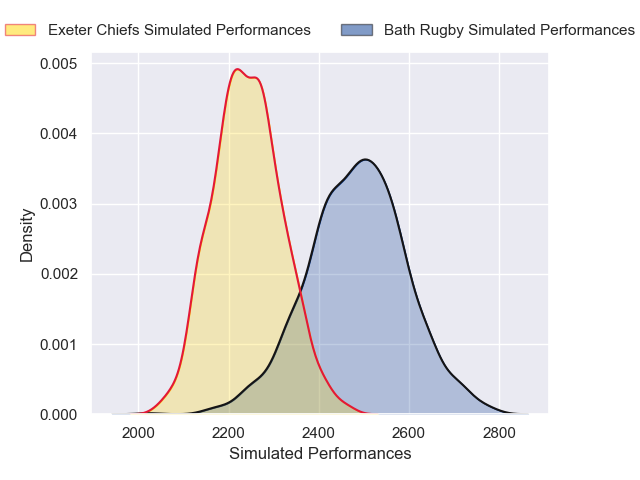 Exeter Chiefs Simulated Performances
Bath Rugby Simulated Performances
0.005
0.004
0.003
0.002
0.001
0.000
Density
2000 2200 2400 2600 2800
Simulated Performances